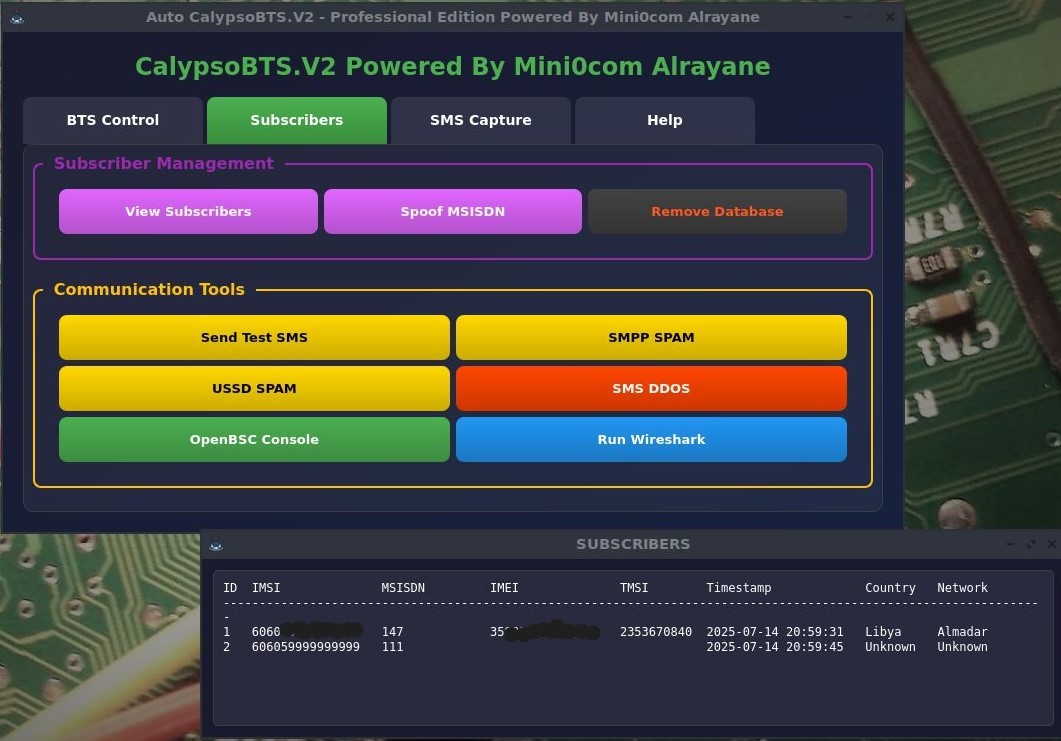 Auto CalypsoBTS.V2 - Professional Edition Powered By Mini0com Alrayane
CalypsoBTS.V2 Powered By Mini0com Alrayane
BTS Control Subscribers SMS Capture Help
Subscriber Management
View Subscribers Spoof MSISDN Remove Database
Communication Tools
Send Test SMS SMPP SPAM
USSD SPAM SMS DDOS
OpenBSC Console Run Wireshark
SUBSCRIBERS
ID IMSI MSISDN IMEI TMSI Timestamp Country Network
1 6060 147 35 2353670840 2025-07-14 20:59:31 Libya Almadar
2 606059999999999 111 2025-07-14 20:59:45 Unknown Unknown